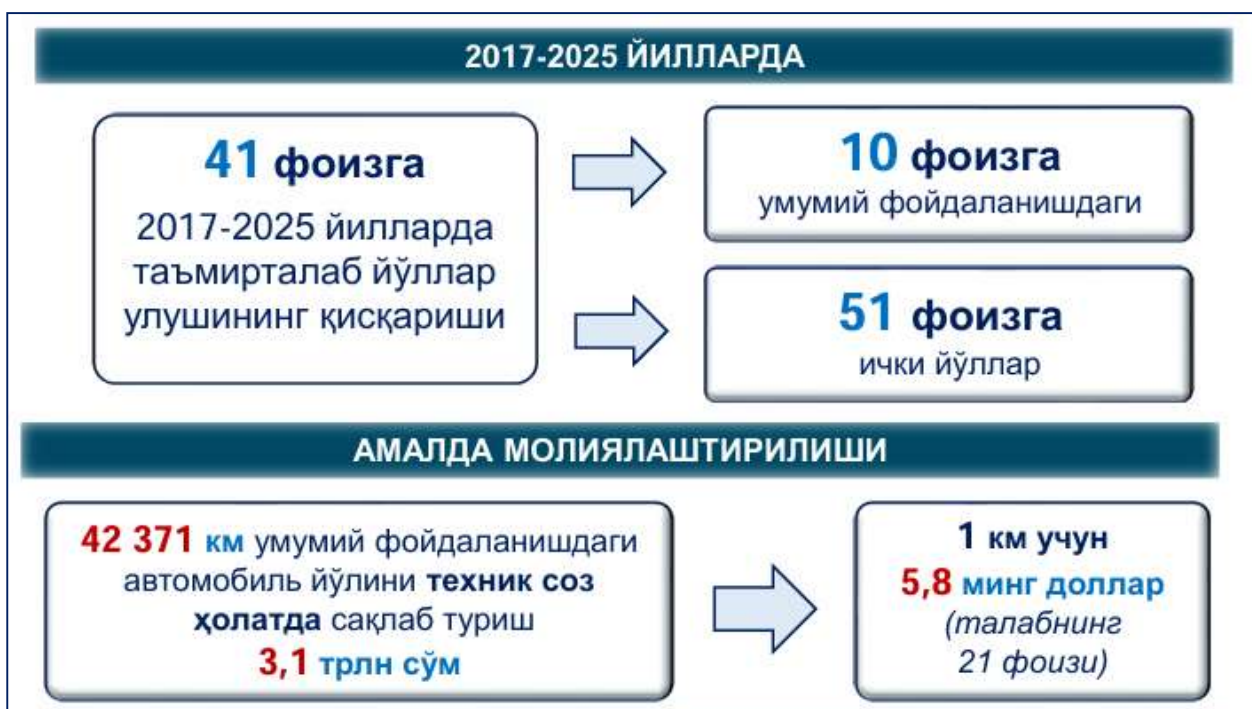 2017-2025 ЙИЛЛАРДА
41 фоизга
2017-2025 йилларда
таъмирталаб йўллар
улушининг қисқариши
10 фоизга
умумий фойдаланишдаги
51 фоизга
ички йўллар
АМАЛДА МОЛИЯЛАШТИРИЛИШИ
42 371 км умумий фойдаланишдаги
автомобиль йўлини техник соз
ҳолатда сақлаб туриш
3,1 трлн сўм
1 км учун
5,8 минг доллар
(талабнинг
21 фоизи)